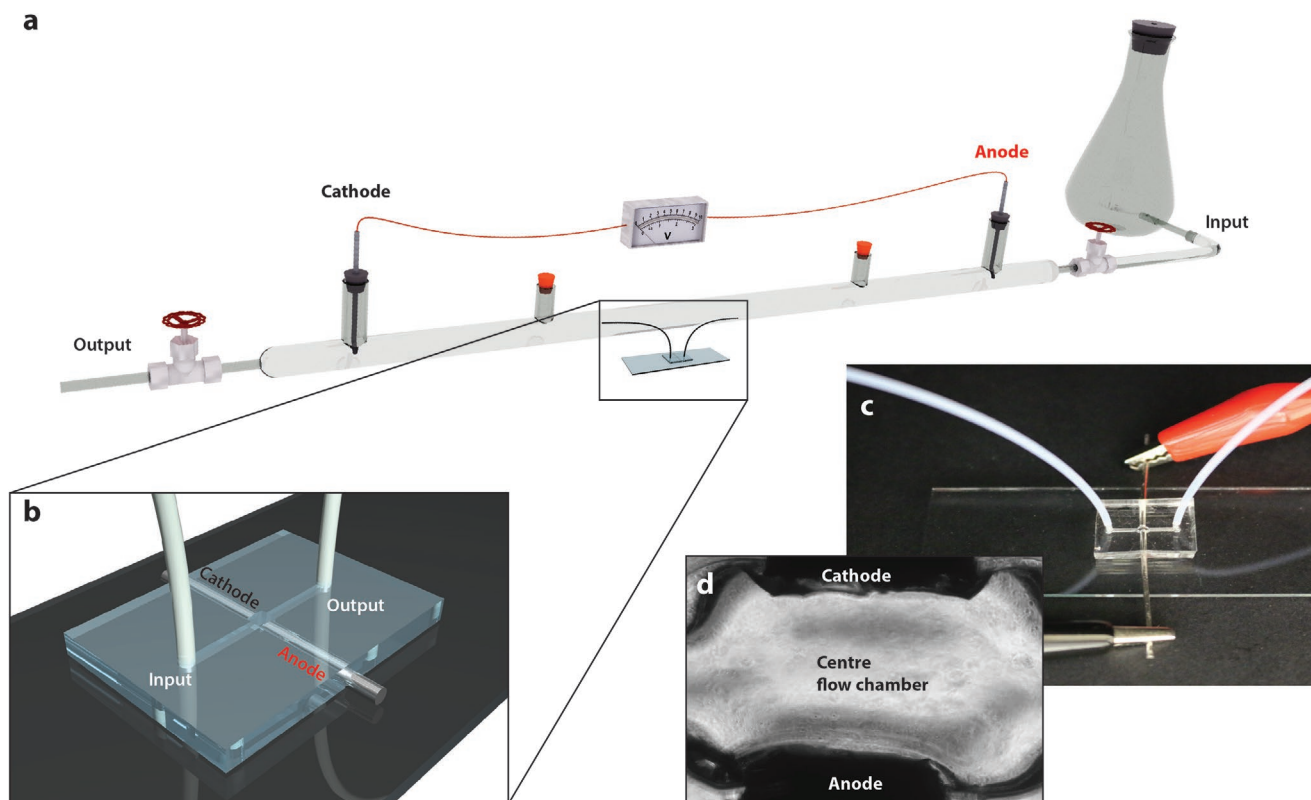 a
Anode
Cathode
Input
V
Output
c
b
Cathode
Output
Anode
Input
d
Cathode
Centre
flow chamber
Anode